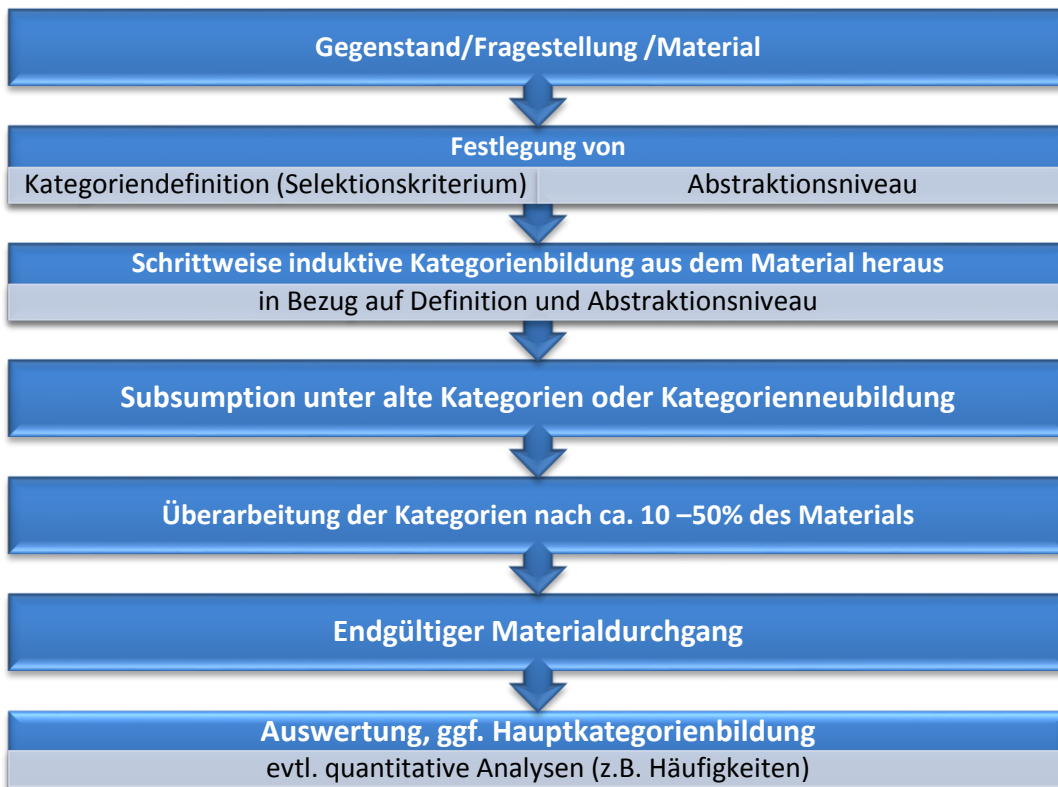 Gegenstand/Fragestellung /Material
Festlegung von
Kategoriendefinition (Selektionskriterium)
Abstraktionsniveau
Schrittweise induktive Kategorienbildung aus dem Material heraus
in Bezug auf Definition und Abstraktionsniveau
Subsumption unter alte Kategorien oder Kategorienneubildung
Überarbeitung der Kategorien nach ca. 10 –50% des Materials
Endgültiger Materialdurchgang
Auswertung, ggf. Hauptkategorienbildung
evtl. quantitative Analysen (z.B. Häufigkeiten)